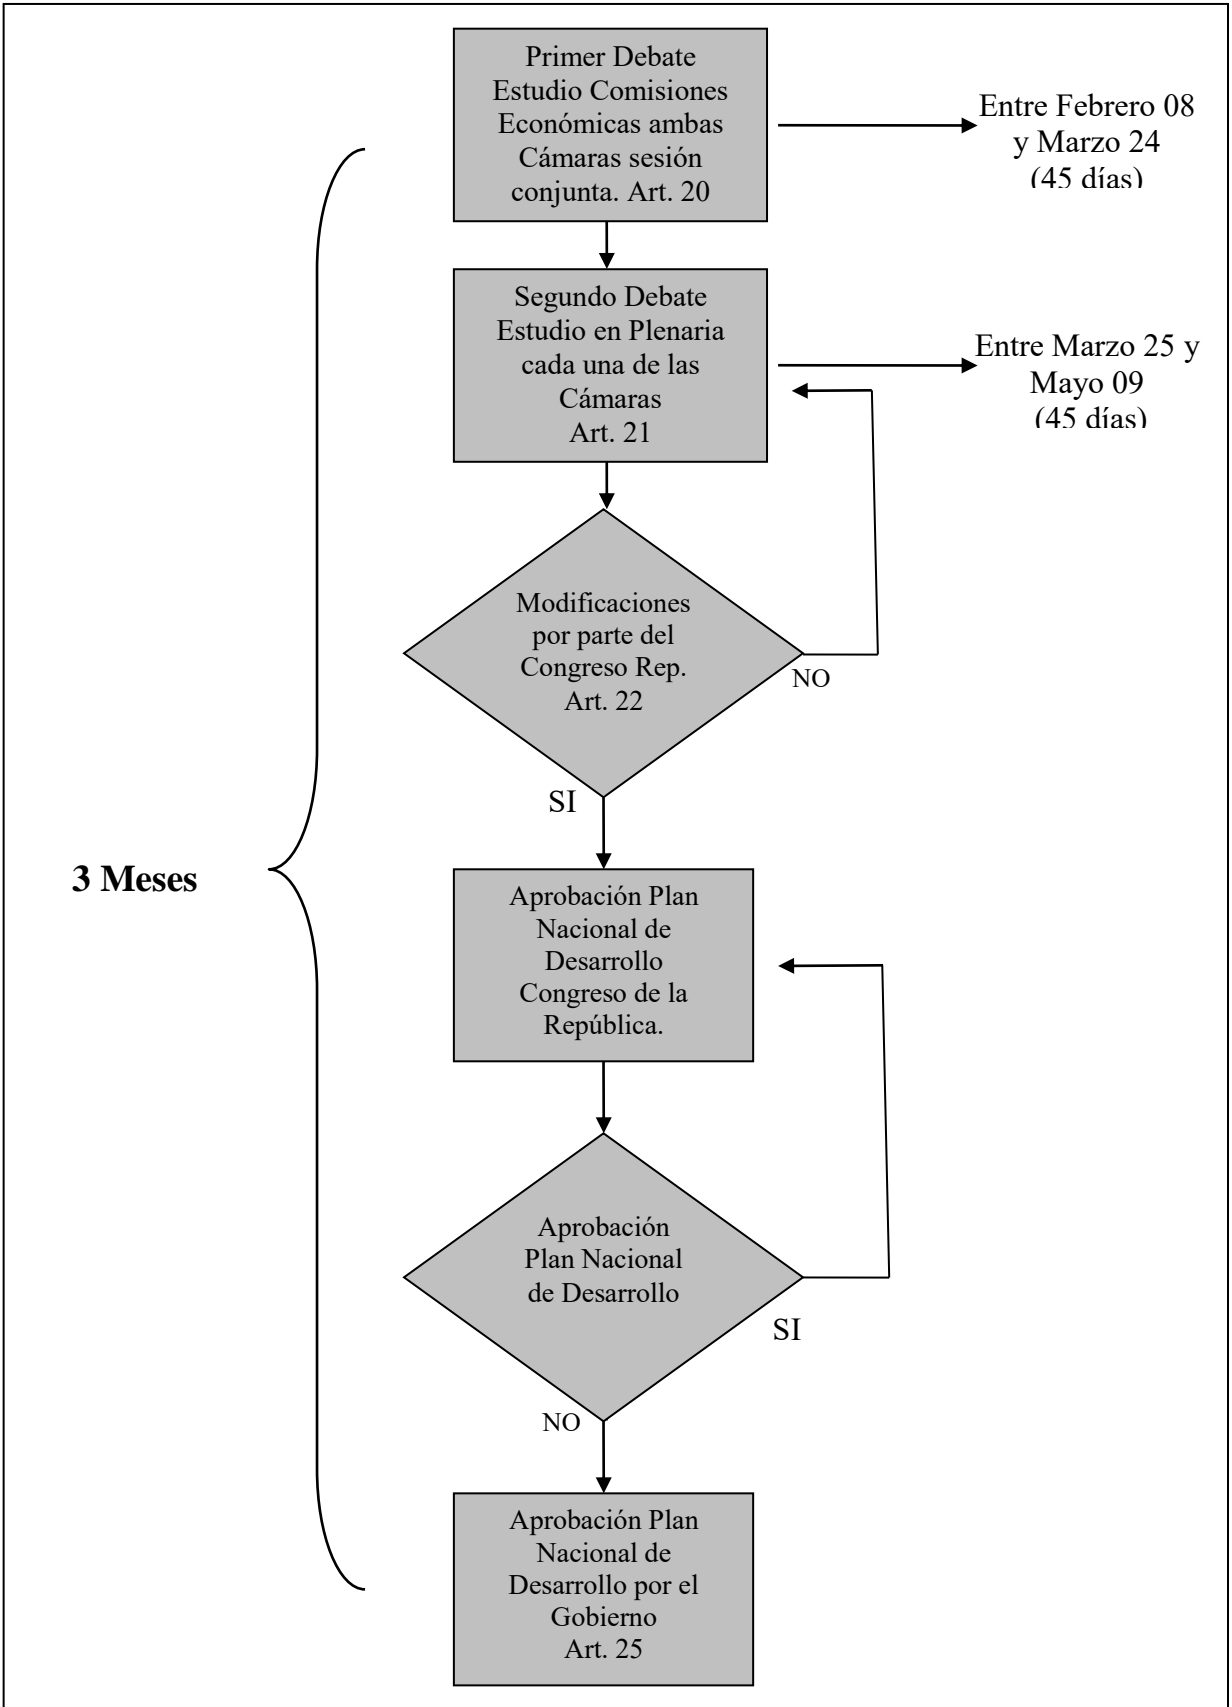 Primer Debate
Estudio Comisiones
Económicas ambas
Cámaras sesión
conjunta. Art. 20
Entre Febrero 08
y Marzo 24
(45 días)
Segundo Debate
Estudio en Plenaria
cada una de las
Cámaras
Art. 21
Entre Marzo 25 y
Mayo 09
(45 días)
Modificaciones
por parte del
Congreso Rep.
Art. 22
NO
SI
3 Meses
Aprobación Plan
Nacional de
Desarrollo
Congreso de la
República.
Aprobación
Plan Nacional
de Desarrollo
SI
NO
Aprobación Plan
Nacional de
Desarrollo por el
Gobierno
Art. 25